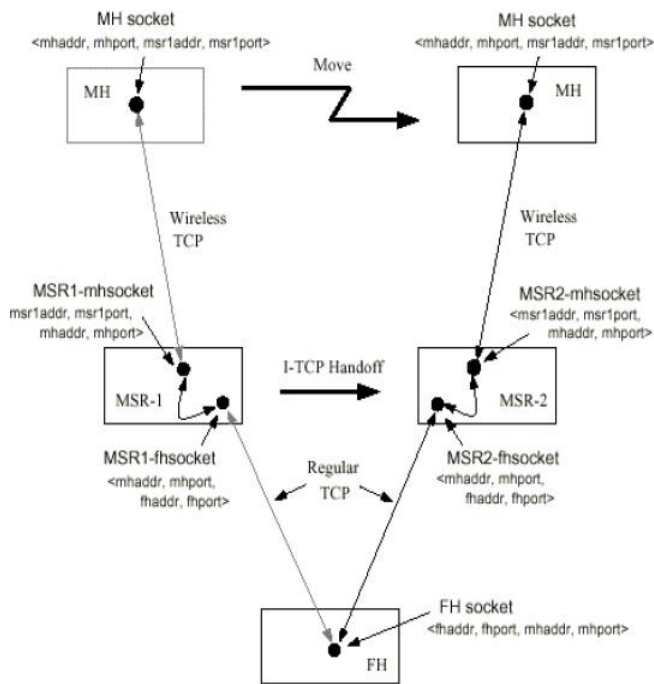 MH socket
<mhaddr, mhport, msr1addr, msr1port>
MH socket
<mhaddr, mhport, msr1addr, msr1port>
Move
MH
MH
Wireless
TCP
Wireless
TCP
MSR1-mhsocket
msr1addr, msr1port,
mhaddr, mhport>
MSR2-mhsocket
<msr1addr, msr1port,
mhaddr, mhport>
I-TCP Handoff
MSR-1
MSR-2
MSR1-fhsocket
<mhaddr, mhport,
fhaddr, fhport>
MSR2-fhsocket
<mhaddr, mhport,
fhaddr, fhport>
Regular
TCP
FH socket
<fhaddr, fhport, mhaddr, mhport>
FH